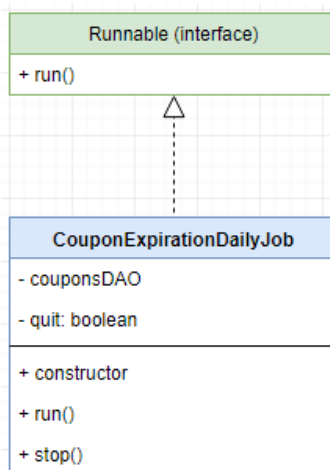 Runnable (interface)
+ run()
CouponExpirationDailyJob
- couponsDAO
- quit: boolean
+ constructor
+ run()
+ stop()